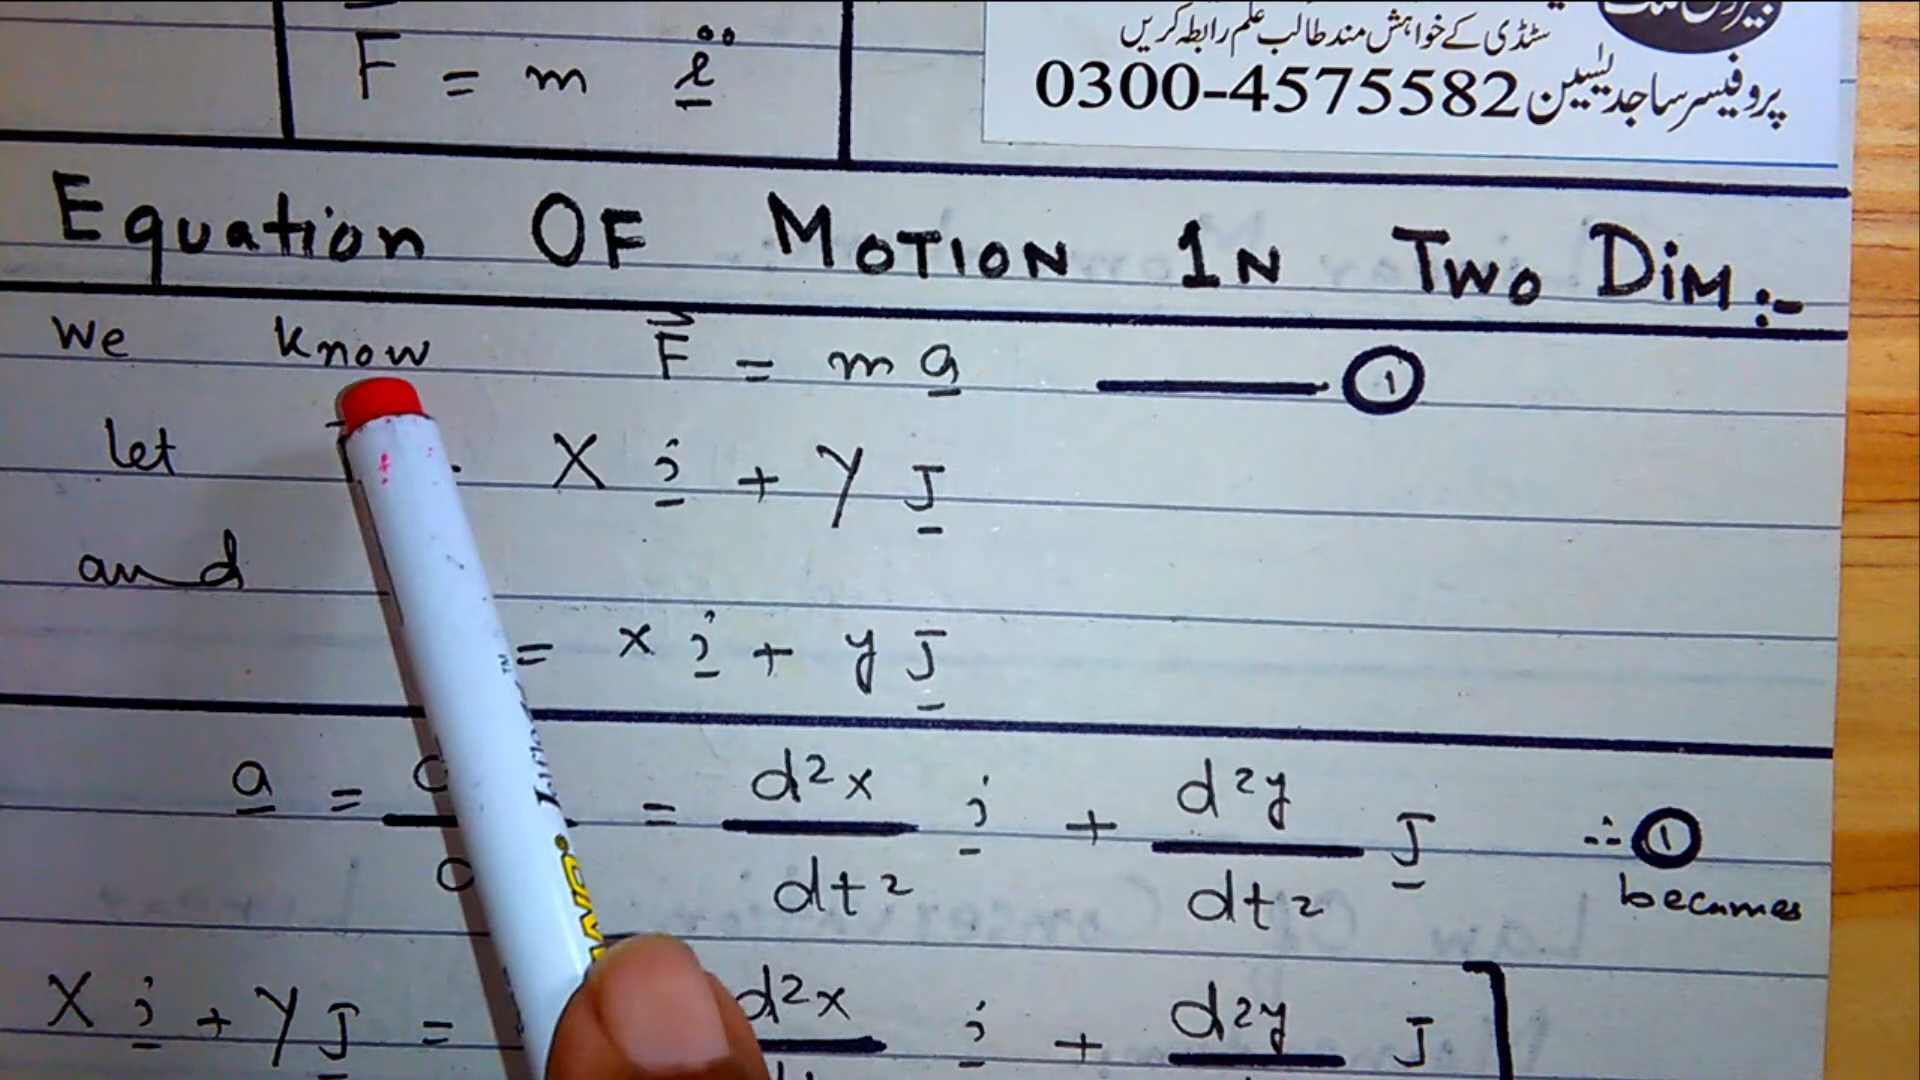 F = m r̈
سٹڈی کے خواہش مند طالب علم رابطہ کریں
پروفیسر ساجد یٰسین 0300-4575582
Equation OF MOTION IN TWO DIM:-
we know F⃗ = m a ——— ①
let X i + Y J
and
= x i + y J
a = = d²x/dt² i + d²y/dt² J ∴ ① becomes
X i + Y J = d²x i + d²y J ]